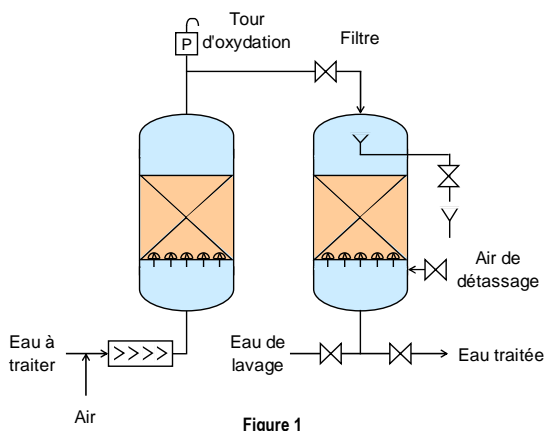 Tour
d'oxydation
P
Filtre
Air de
détassage
Eau à
traiter
>>>>
Air
Eau de
lavage
Eau traitée
Figure 1